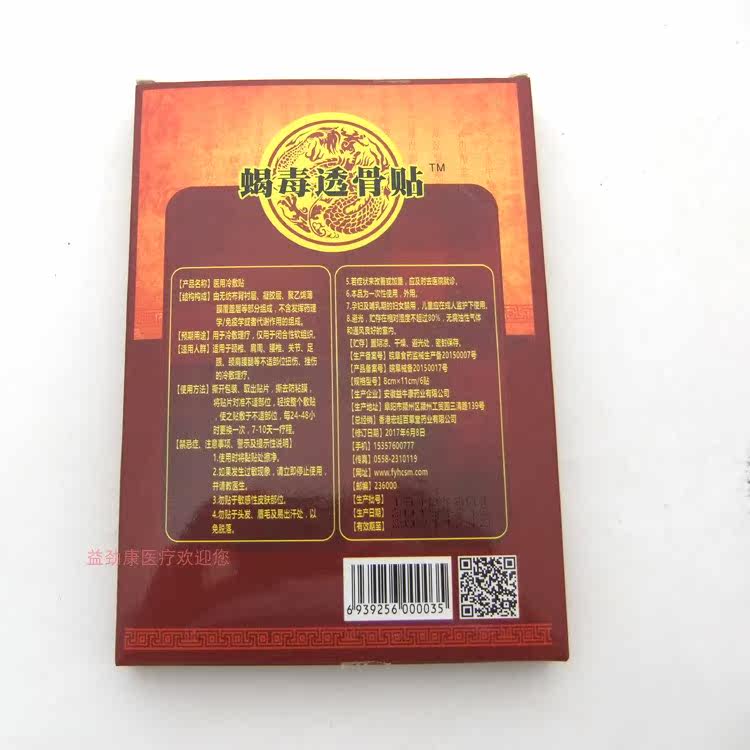 蝎毒透骨贴TM
【产品名称】医用冷敷贴
【结构构成】由无纺布背衬层、凝胶层、聚乙烯薄
膜覆盖层等部分组成，不含发挥药理
学/免疫学或者代谢作用的组成。
【预期用途】用于冷敷理疗，仅用于闭合性软组织。
【适用人群】适用于颈椎、肩周、腰椎、关节、足
跟、颈肩腰腿等不适部位扭伤、挫伤
的冷敷理疗。
【使用方法】撕开包装、取出贴片，撕去防粘膜，
将贴片对准不适部位，轻按整个敷贴
，使之贴敷于不适部位，每24-48小
时更换一次，7-10天一疗程。
【禁忌症、注意事项、警示及提示性说明】
1.使用时将黏贴处擦净。
2.如果发生过敏现象，请立即停止使用，
并请教医生。
3.勿贴于敏感性皮肤部位。
4.勿贴于头发、眉毛及易出汗处，以
免脱落。
5.若症状未改善或加重，应及时去医院就诊。
6.本品为一次性使用，外用。
7.孕妇及哺乳期的妇女禁用，儿童应在成人监护下使用。
8.避光，贮存在相对湿度不超过80%，无腐蚀性气体
和通风良好的室内。
【贮存】置阴凉、干燥、避光处，密封保存。
【生产备案号】皖阜食药监械生产备20150007号
【产品备案号】皖阜械备20150017号
【规格型号】8cm×11cm/6贴
【生产企业】安徽益牛康药业有限公司
【生产地址】阜阳市颍州区颍州工贸园三清路139号
【总经销】香港宏超百草堂药业有限公司
【修订日期】2017年6月8日
【手机】15357600777
【传真】0558-2310119
【网址】www.fyhcsm.com
【邮编】236000
【生产批号】
【生产日期】
【有效期至】
益劲康医疗欢迎您
6 939256 000035